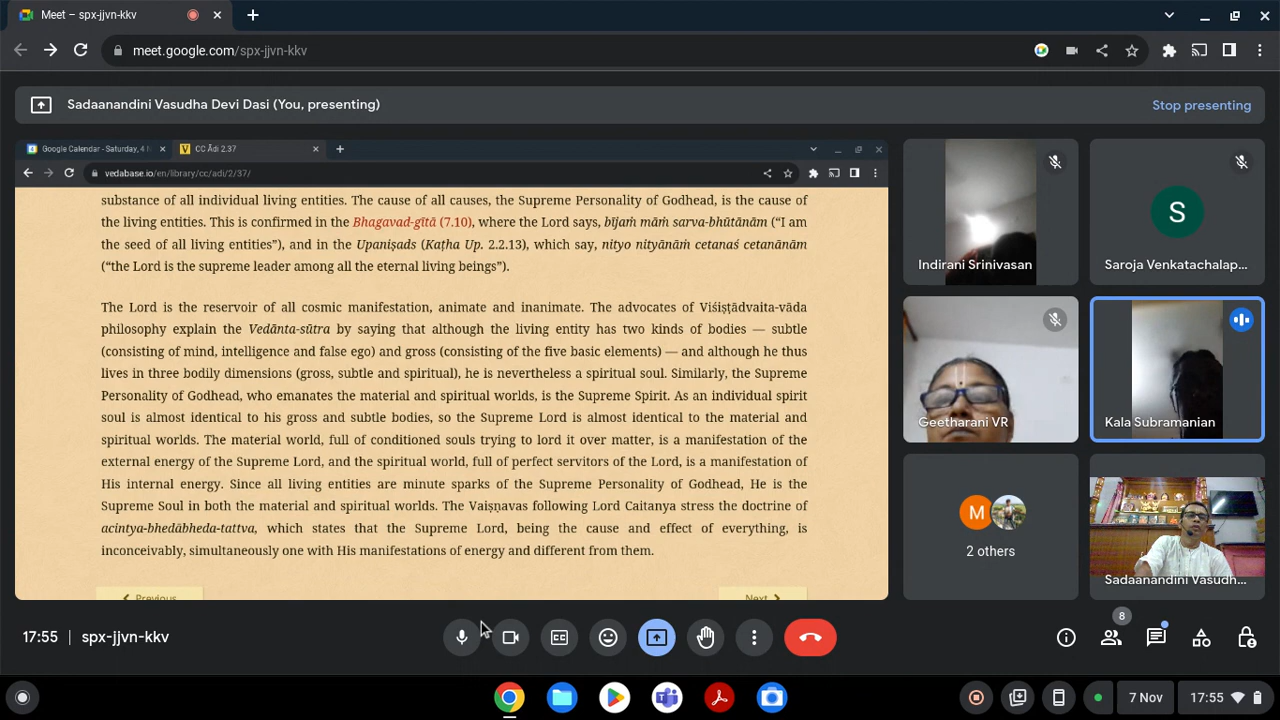 Meet – spx-jjvn-kkv
meet.google.com/spx-jjvn-kkv
Sadaanandini Vasudha Devi Dasi (You, presenting)
Stop presenting
Google Calendar - Saturday, 4
CC Ādi 2.37
vedabase.io/en/library/cc/adi/2/37/
substance of all individual living entities. The cause of all causes, the Supreme Personality of Godhead, is the cause of
the living entities. This is confirmed in the Bhagavad-gītā (7.10), where the Lord says, bījaṁ māṁ sarva-bhūtānām (“I am
the seed of all living entities”), and in the Upaniṣads (Kaṭha Up. 2.2.13), which say, nityo nityānāṁ cetanaś cetanānām
(“the Lord is the supreme leader among all the eternal living beings”).
The Lord is the reservoir of all cosmic manifestation, animate and inanimate. The advocates of Viśiṣṭādvaita-vāda
philosophy explain the Vedānta-sūtra by saying that although the living entity has two kinds of bodies — subtle
(consisting of mind, intelligence and false ego) and gross (consisting of the five basic elements) — and although he thus
lives in three bodily dimensions (gross, subtle and spiritual), he is nevertheless a spiritual soul. Similarly, the Supreme
Personality of Godhead, who emanates the material and spiritual worlds, is the Supreme Spirit. As an individual spirit
soul is almost identical to his gross and subtle bodies, so the Supreme Lord is almost identical to the material and
spiritual worlds. The material world, full of conditioned souls trying to lord it over matter, is a manifestation of the
external energy of the Supreme Lord, and the spiritual world, full of perfect servitors of the Lord, is a manifestation of
His internal energy. Since all living entities are minute sparks of the Supreme Personality of Godhead, He is the
Supreme Soul in both the material and spiritual worlds. The Vaiṣṇavas following Lord Caitanya stress the doctrine of
acintya-bhedābheda-tattva, which states that the Supreme Lord, being the cause and effect of everything, is
inconceivably, simultaneously one with His manifestations of energy and different from them.
Previous
Next
Indirani Srinivasan
S
Saroja Venkatachalap...
Geetharani VR
Kala Subramanian
M
2 others
Sadaanandini Vasudh...
17:55 | spx-jjvn-kkv
8
7 Nov
17:55